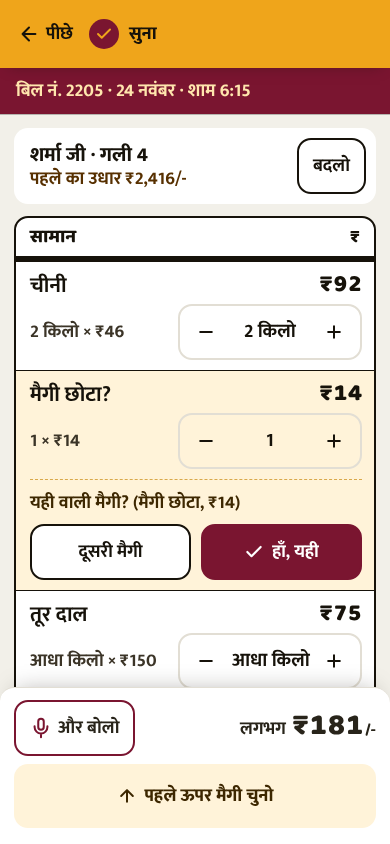 पीछे सुना
बिल नं. 2205 · 24 नवंबर · शाम 6:15
शर्मा जी · गली 4
पहले का उधार ₹2,416/-
बदलो
सामान ₹
चीनी ₹92
2 किलो × ₹46 − 2 किलो +
मैगी छोटा? ₹14
1 × ₹14 − 1 +
यही वाली मैगी? (मैगी छोटा, ₹14)
दूसरी मैगी हाँ, यही
तूर दाल ₹75
आधा किलो × ₹150 − आधा किलो +
और बोलो लगभग ₹181/-
पहले ऊपर मैगी चुनो